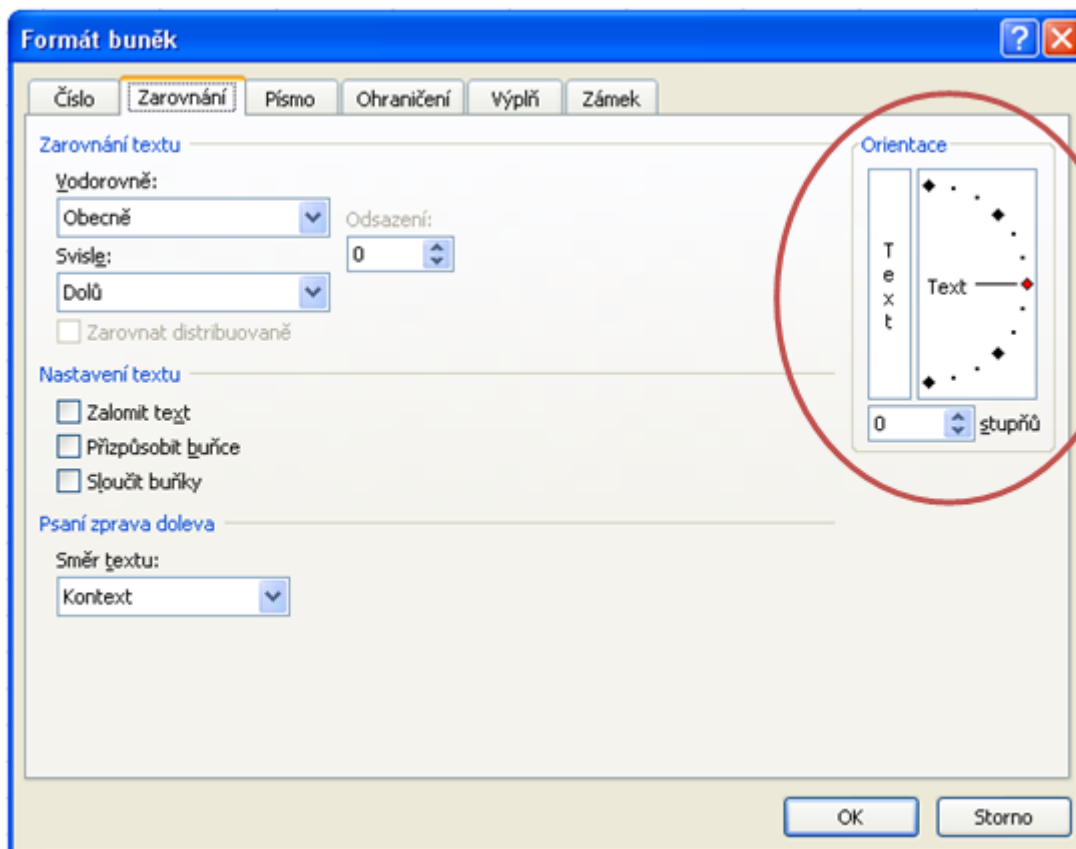 Formát buněk
Číslo Zarovnání Písmo Ohraničení Výplň Zámek
Zarovnání textu
Vodorovně:
Obecně
Odsazení:
0
Svisle:
Dolů
Zarovnat distribuovaně
Nastavení textu
Zalomit text
Přizpůsobit buňce
Sloučit buňky
Psaní zprava doleva
Směr textu:
Kontext
Orientace
Text
Text
0 stupňů
OK Storno